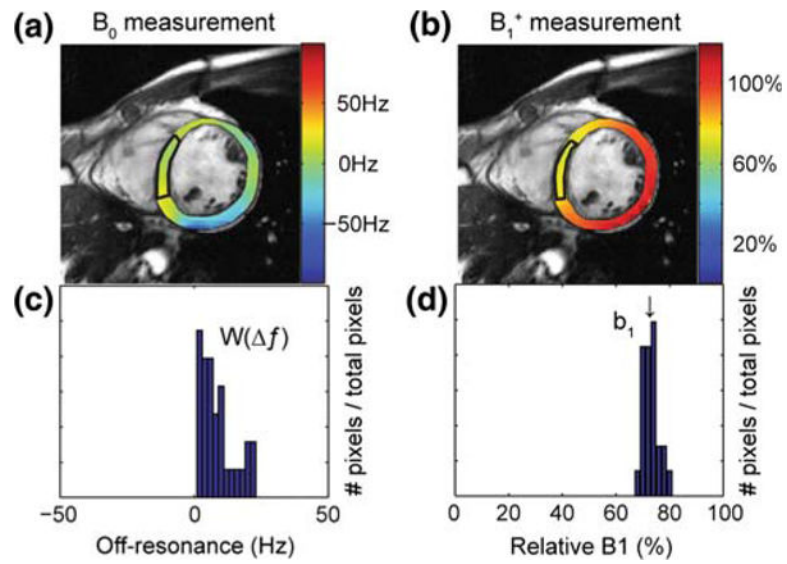 (a) B₀ measurement
50Hz
0Hz
−50Hz
(b) B₁⁺ measurement
100%
60%
20%
(c)
W(Δf)
# pixels / total pixels
−50 0 50
Off-resonance (Hz)
(d)
b₁ ↓
# pixels / total pixels
0 20 40 60 80 100
Relative B1 (%)